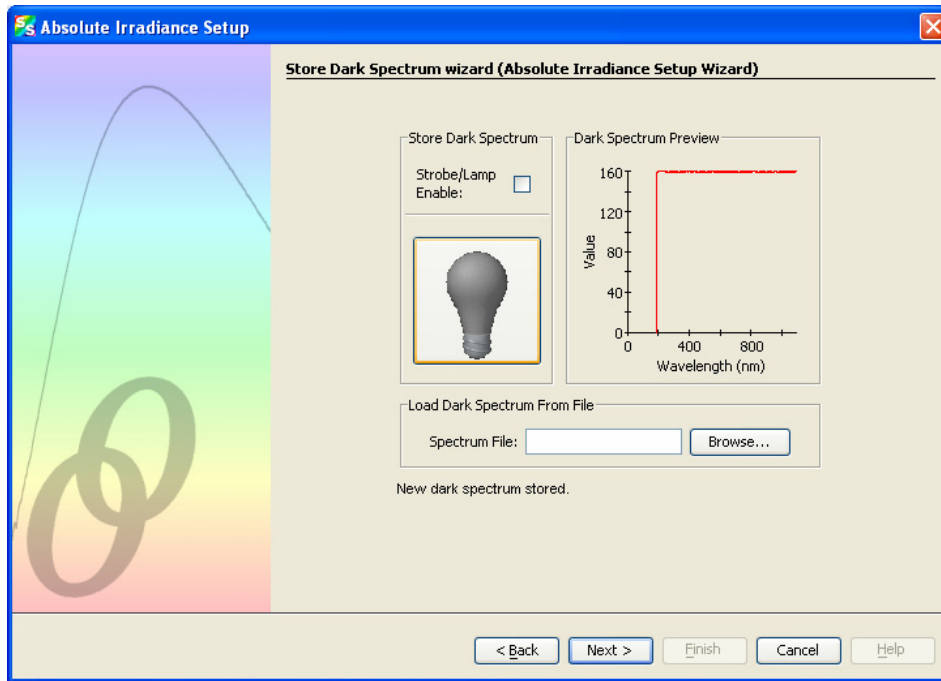 Absolute Irradiance Setup
Store Dark Spectrum wizard (Absolute Irradiance Setup Wizard)
Store Dark Spectrum
Strobe/Lamp
Enable:
Dark Spectrum Preview
160
120
80
40
0
Value
0 400 800
Wavelength (nm)
Load Dark Spectrum From File
Spectrum File: Browse...
New dark spectrum stored.
< Back Next > Finish Cancel Help